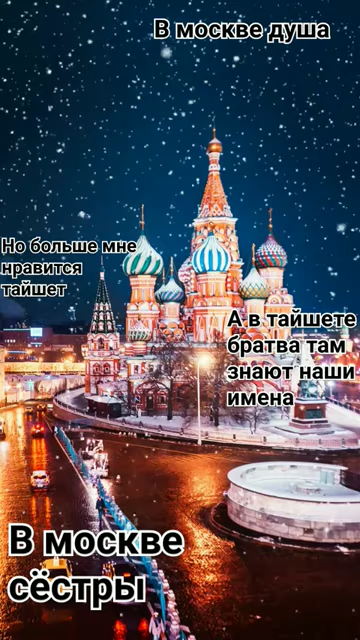 В москве душа
Но больше мне
нравится
тайшет
А в тайшете
братва там
знают наши
имена
В москве
сёстры